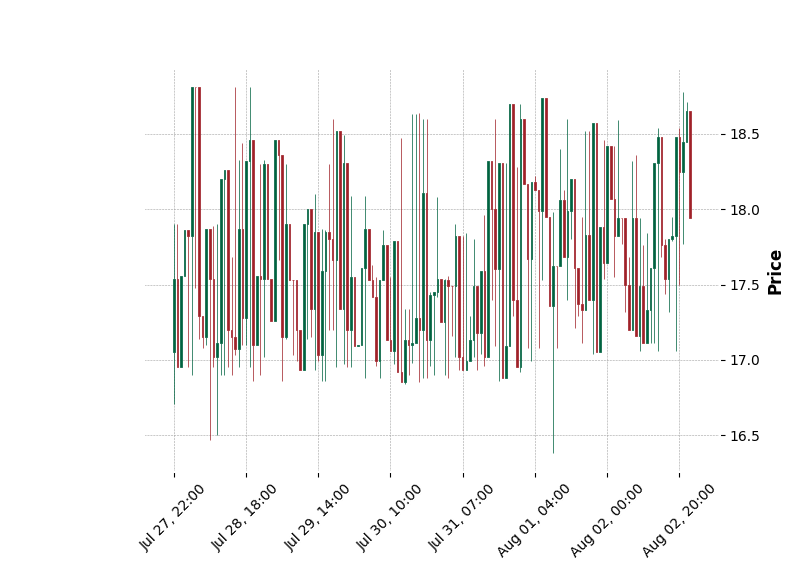 18.5
18.0
17.5
17.0
16.5
Price
Jul 27, 22:00
Jul 28, 18:00
Jul 29, 14:00
Jul 30, 10:00
Jul 31, 07:00
Aug 01, 04:00
Aug 02, 00:00
Aug 02, 20:00